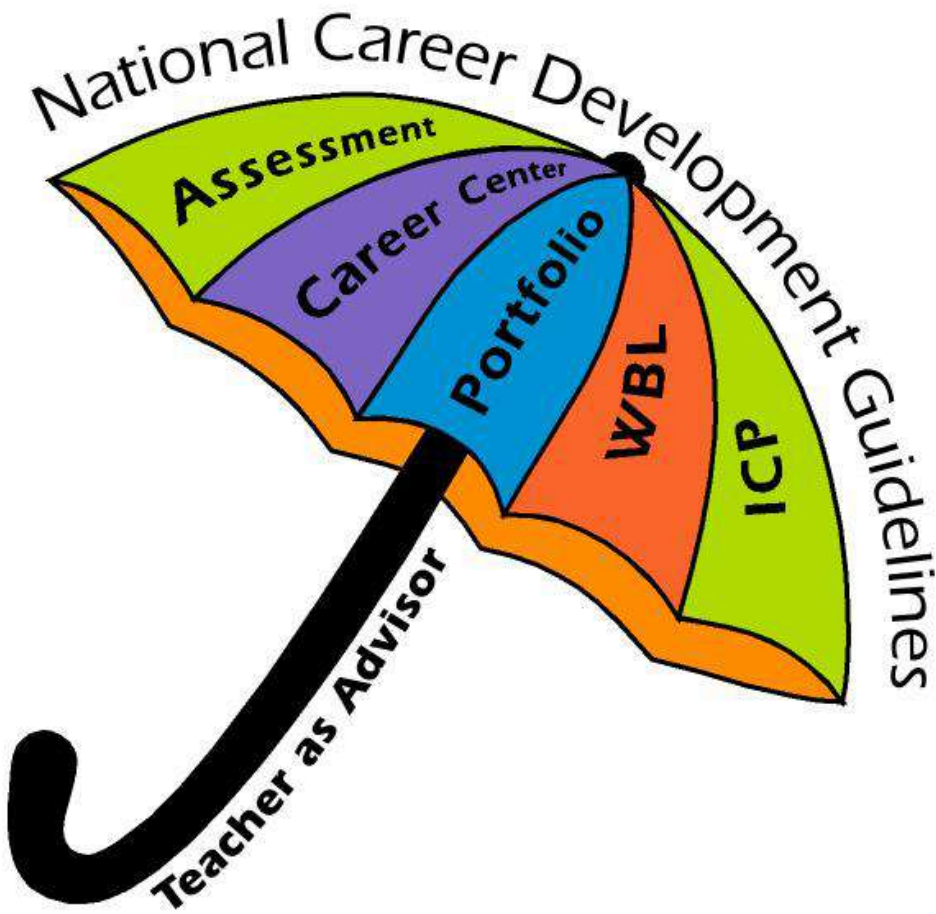 National Career Development Guidelines
Assessment
Career Center
Portfolio
WBL
ICP
Teacher as Advisor